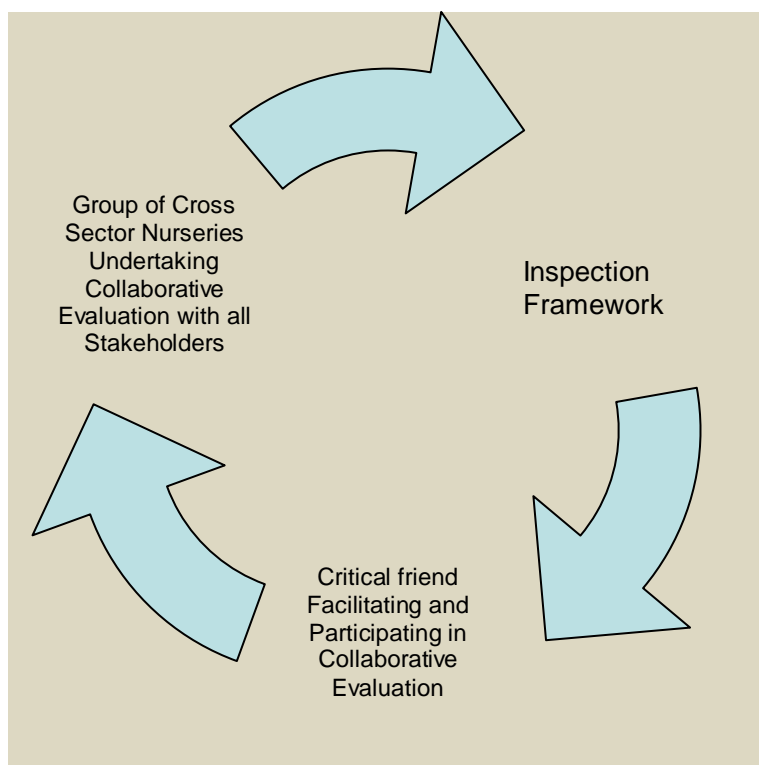 Group of Cross
Sector Nurseries
Undertaking
Collaborative
Evaluation with all
Stakeholders
Inspection
Framework
Critical friend
Facilitating and
Participating in
Collaborative
Evaluation